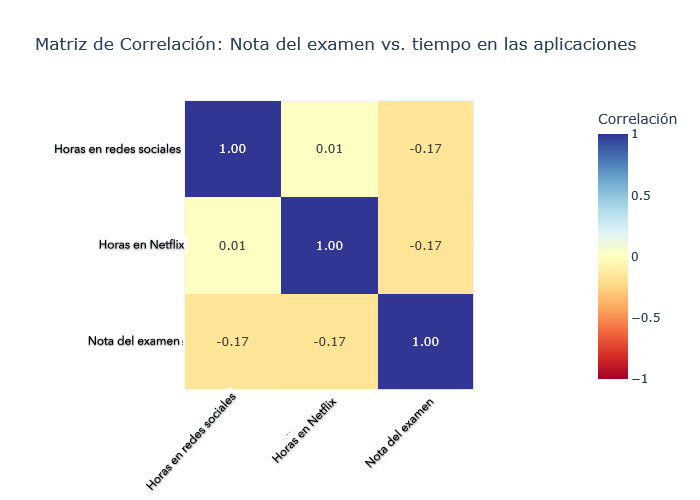 Matriz de Correlación: Nota del examen vs. tiempo en las aplicaciones
Correlación
Horas en redes sociales
1.00
0.01
-0.17
Horas en Netflix
0.01
1.00
-0.17
Nota del examen
-0.17
-0.17
1.00
Horas en redes sociales
Horas en Netflix
Nota del examen
1
0.5
0
−0.5
−1